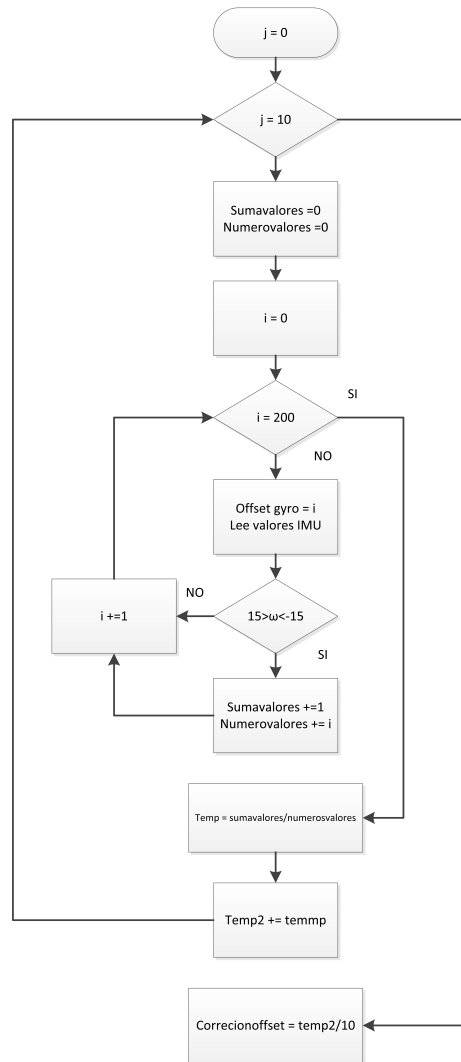 j = 0
j = 10
Sumavalores =0
Numerovalores =0
i = 0
i = 200
SI
NO
Offset gyro = i
Lee valores IMU
15>ω<-15
NO
i +=1
SI
Sumavalores +=1
Numerovalores += i
Temp = sumavalores/numerosvalores
Temp2 += temmp
Correcionoffset = temp2/10